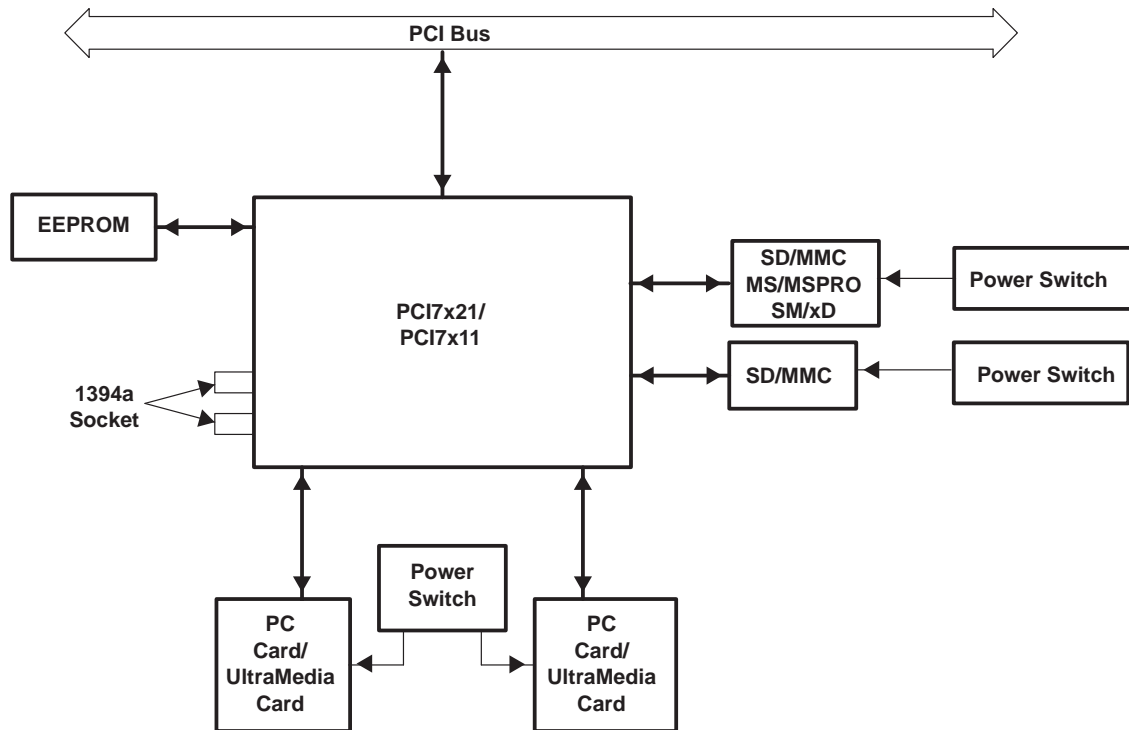 PCI Bus
EEPROM
PCI7x21/
PCI7x11
SD/MMC
MS/MSPRO
SM/xD
Power Switch
SD/MMC
Power Switch
1394a
Socket
Power
Switch
PC
Card/
UltraMedia
Card
PC
Card/
UltraMedia
Card